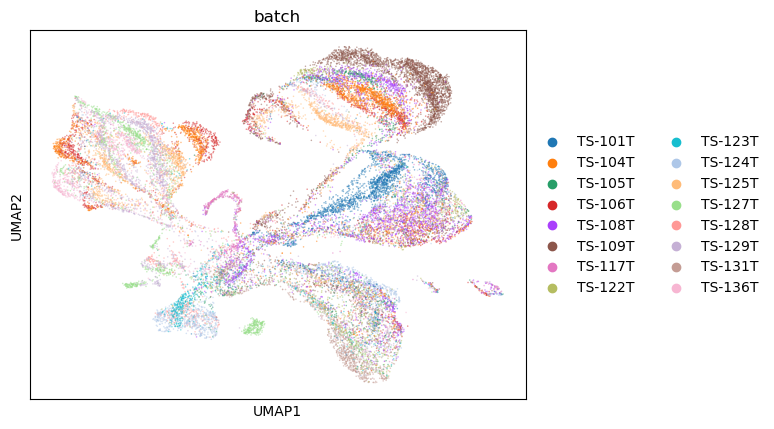 batch
UMAP2
UMAP1
TS-101T
TS-104T
TS-105T
TS-106T
TS-108T
TS-109T
TS-117T
TS-122T
TS-123T
TS-124T
TS-125T
TS-127T
TS-128T
TS-129T
TS-131T
TS-136T